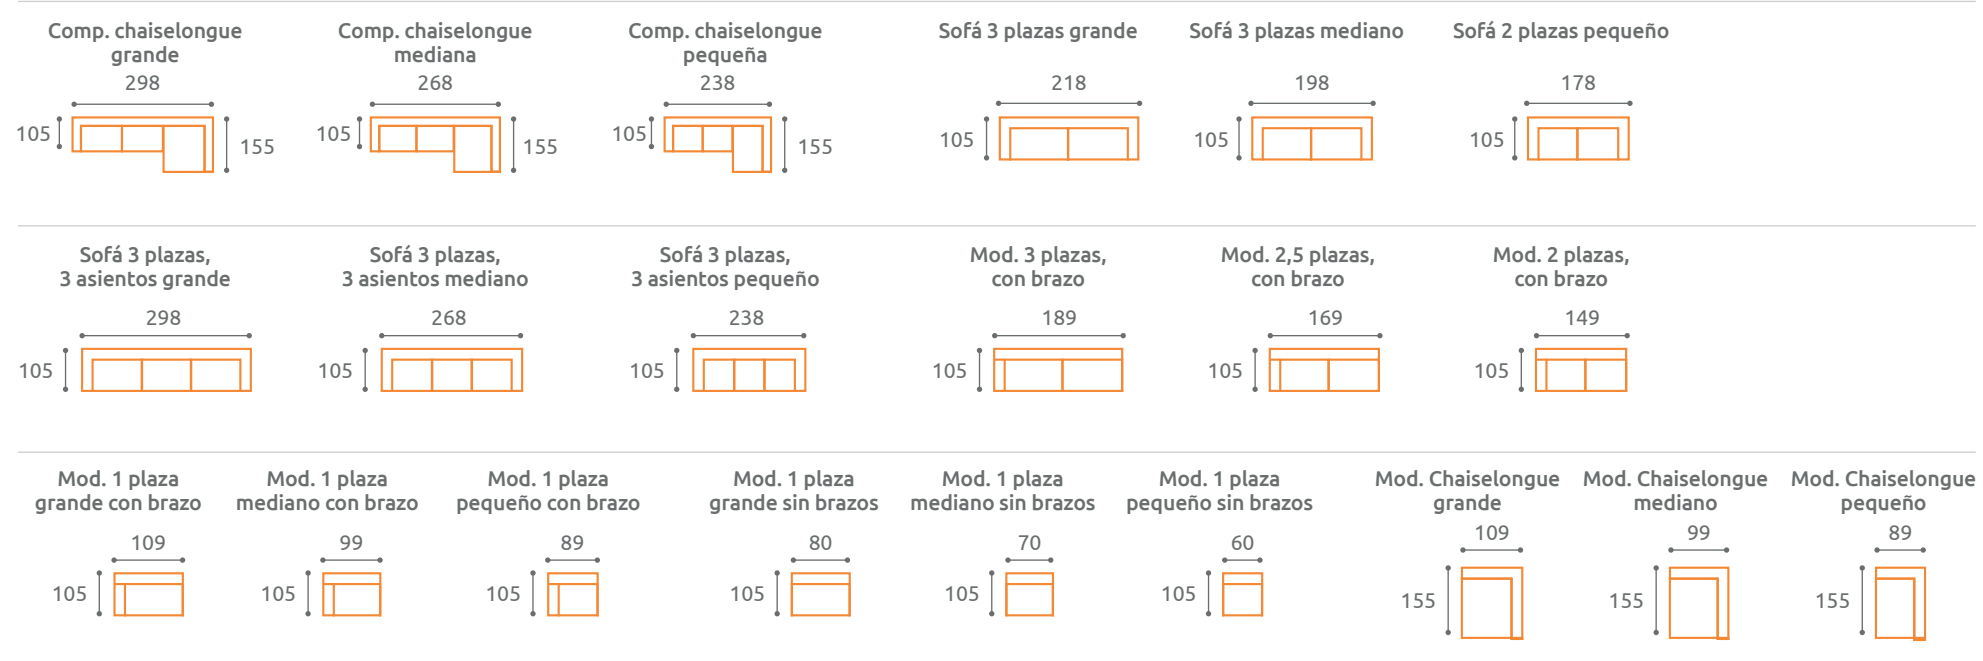 Comp. chaiselongue
grande
298
105
155
Comp. chaiselongue
mediana
268
105
155
Comp. chaiselongue
pequeña
238
105
155
Sofá 3 plazas grande
218
105
Sofá 3 plazas mediano
198
105
Sofá 2 plazas pequeño
178
105
Sofá 3 plazas,
3 asientos grande
298
105
Sofá 3 plazas,
3 asientos mediano
268
105
Sofá 3 plazas,
3 asientos pequeño
238
105
Mod. 3 plazas,
con brazo
189
105
Mod. 2,5 plazas,
con brazo
169
105
Mod. 2 plazas,
con brazo
149
105
Mod. 1 plaza
grande con brazo
109
105
Mod. 1 plaza
mediano con brazo
99
105
Mod. 1 plaza
pequeño con brazo
89
105
Mod. 1 plaza
grande sin brazos
80
105
Mod. 1 plaza
mediano sin brazos
70
105
Mod. 1 plaza
pequeño sin brazos
60
105
Mod. Chaiselongue
grande
109
155
Mod. Chaiselongue
mediano
99
155
Mod. Chaiselongue
pequeño
89
155